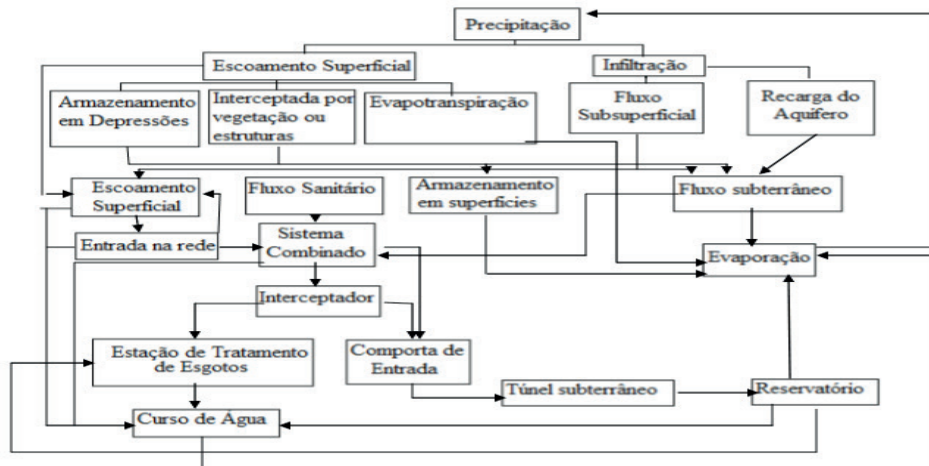 Precipitação
Escoamento Superficial
Infiltração
Armazenamento
em Depressões
Interceptada por
vegetação ou
estruturas
Evapotranspiração
Fluxo
Subsuperficial
Recarga do
Aquifero
Escoamento
Superficial
Fluxo Sanitário
Armazenamento
em superfícies
Fluxo subterrâneo
Entrada na rede
Sistema
Combinado
Evaporação
Interceptador
Estação de Tratamento
de Esgotos
Comporta de
Entrada
Túnel subterrâneo
Reservatório
Curso de Água